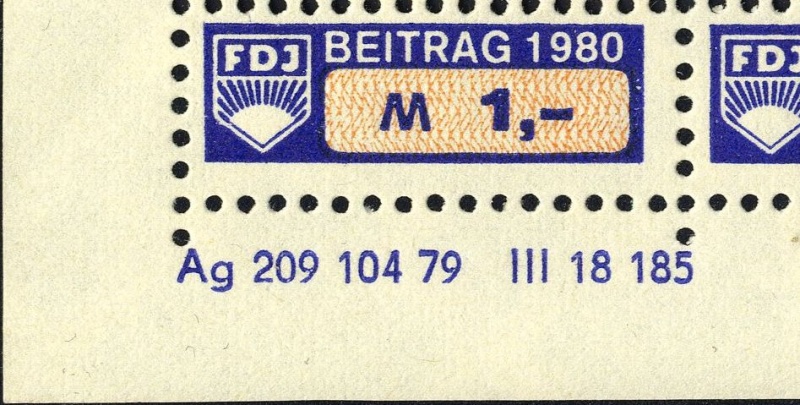 FDJ BEITRAG 1980
M 1,-
FDJ
Ag 209 104 79 III 18 185